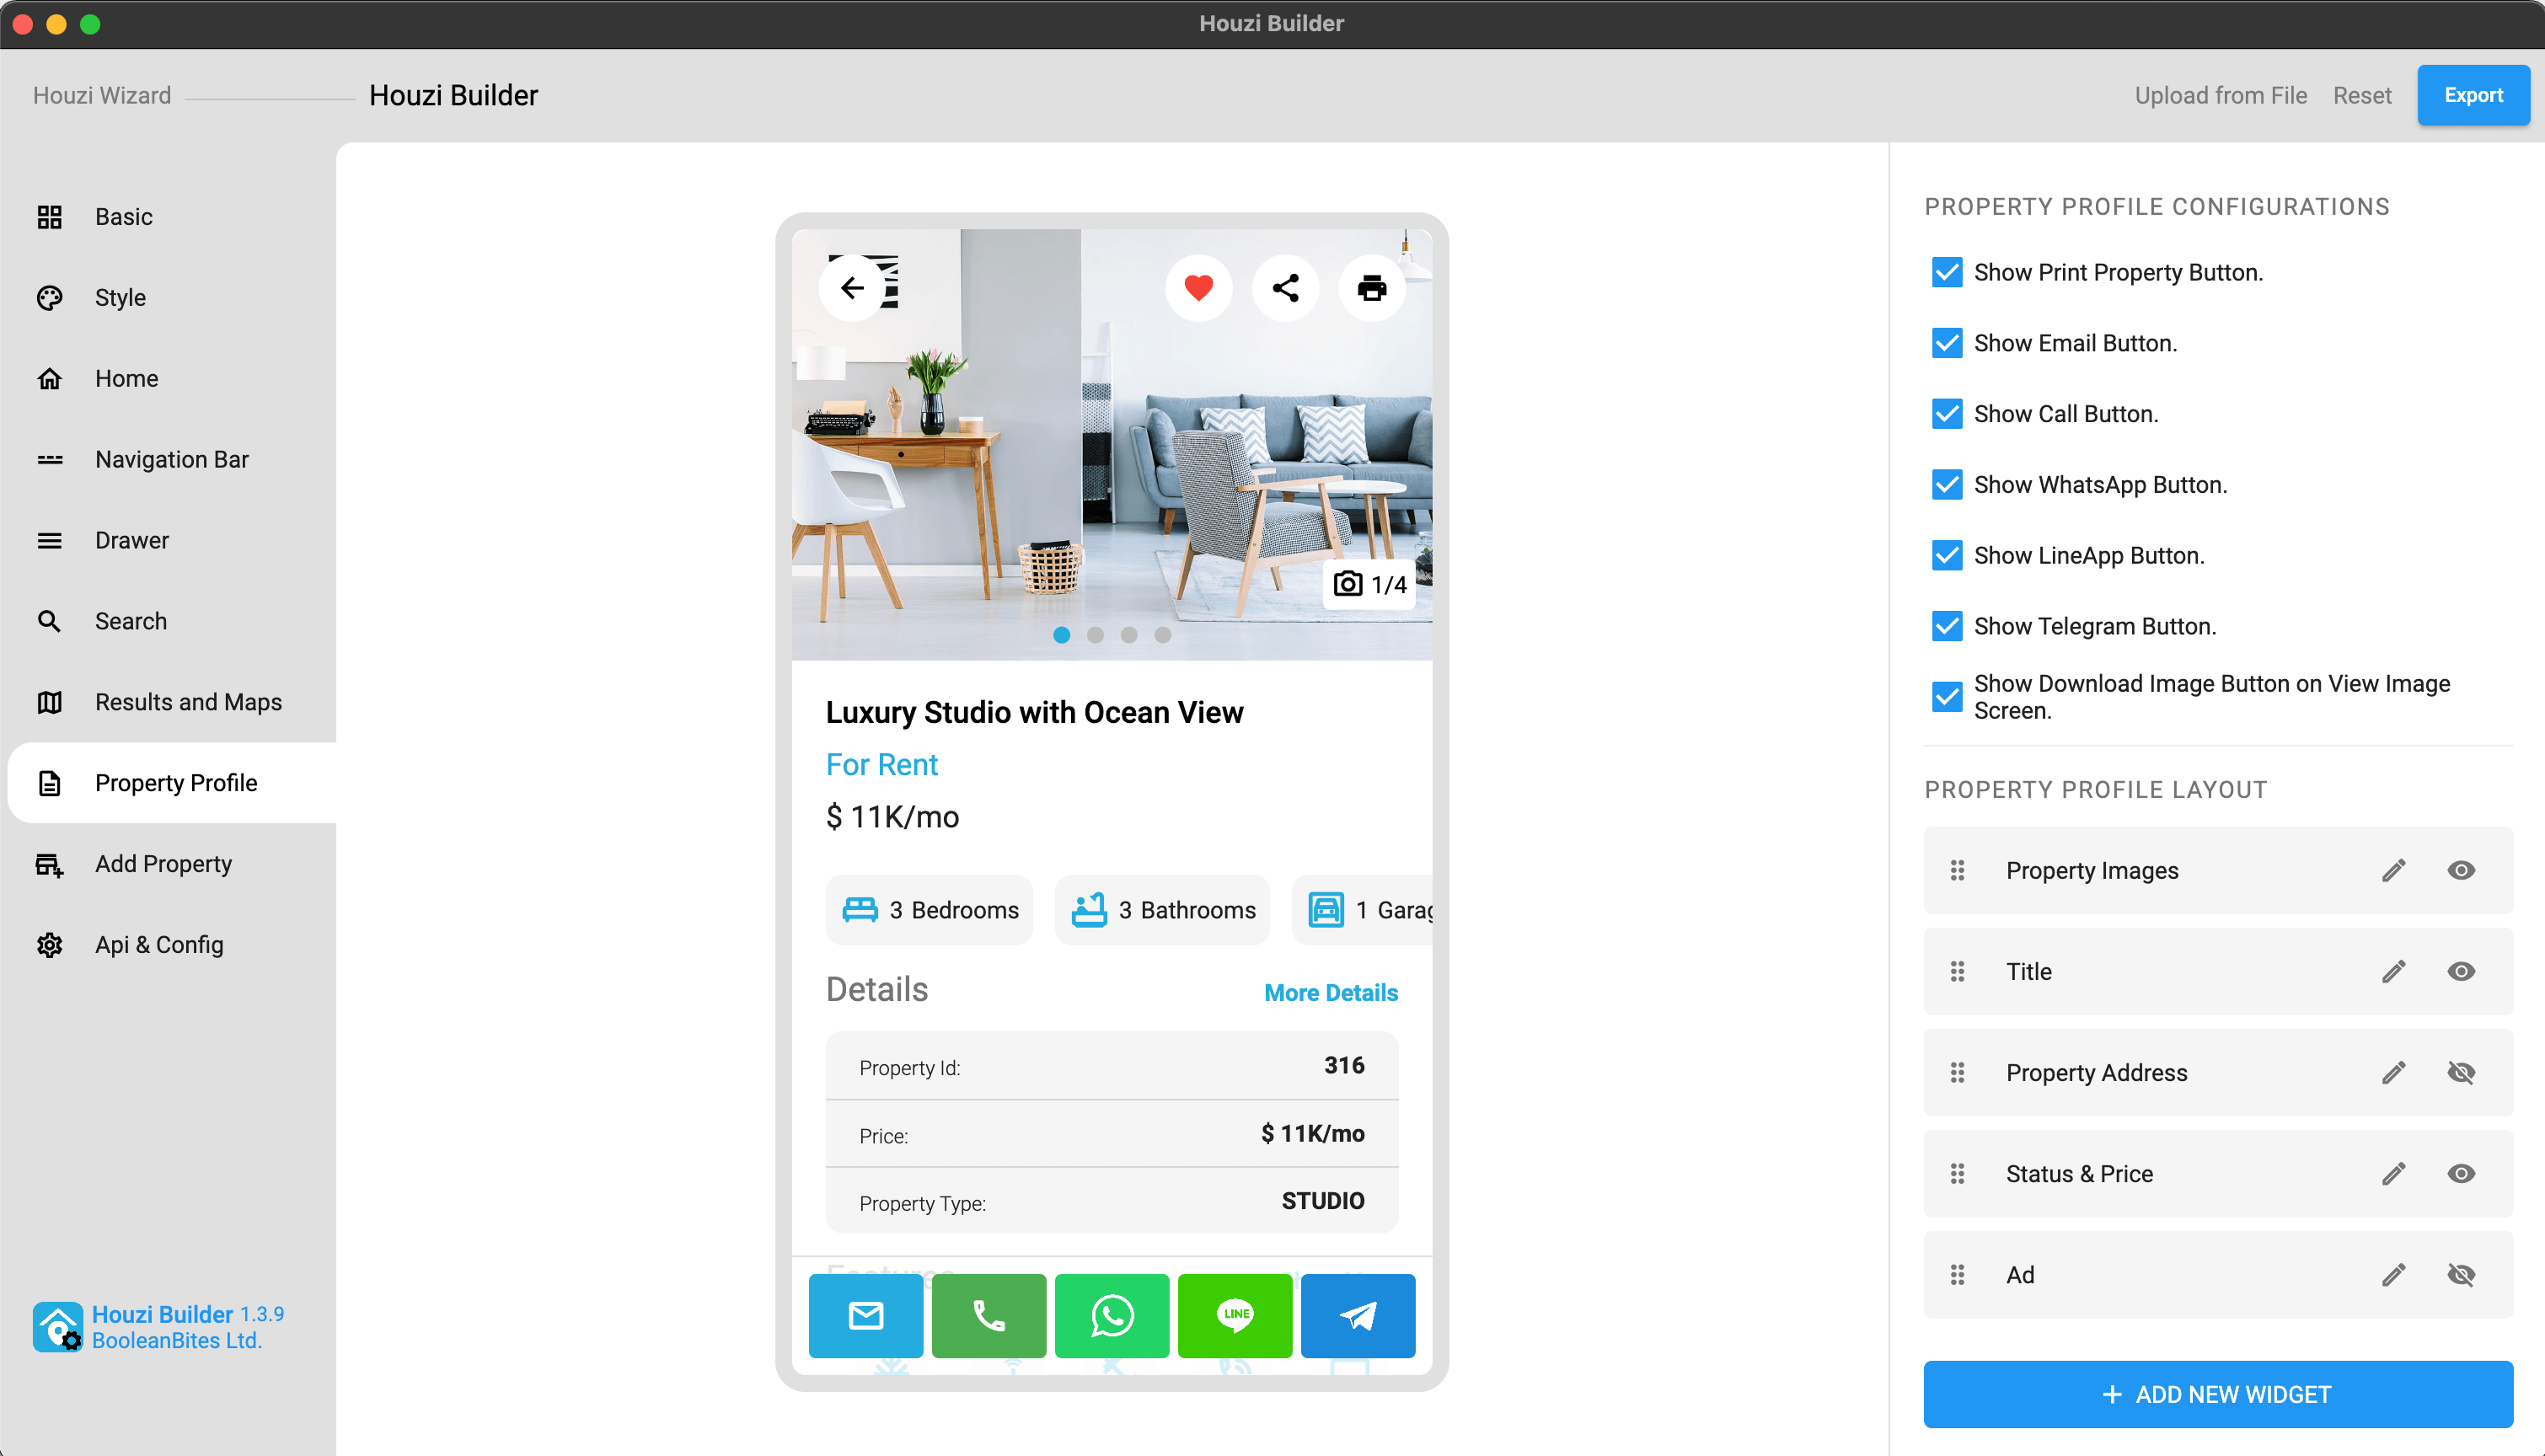 Houzi Builder
Houzi Wizard
Houzi Builder
Upload from File
Reset
Export
Basic
Style
Home
Navigation Bar
Drawer
Search
Results and Maps
Property Profile
Add Property
Api & Config
Houzi Builder 1.3.9
BooleanBites Ltd.
1/4
Luxury Studio with Ocean View
For Rent
$ 11K/mo
3 Bedrooms
3 Bathrooms
1 Garag
Details
More Details
Property Id:
316
Price:
$ 11K/mo
Property Type:
STUDIO
Features
LINE
PROPERTY PROFILE CONFIGURATIONS
Show Print Property Button.
Show Email Button.
Show Call Button.
Show WhatsApp Button.
Show LineApp Button.
Show Telegram Button.
Show Download Image Button on View Image
Screen.
PROPERTY PROFILE LAYOUT
Property Images
Title
Property Address
Status & Price
Ad
+ ADD NEW WIDGET